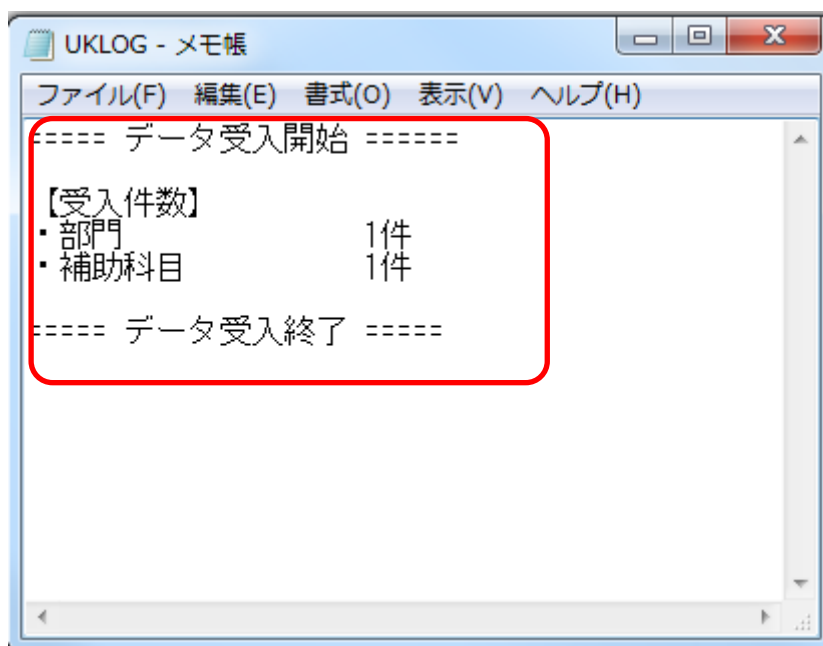 UKLOG - メモ帳
ファイル(F) 編集(E) 書式(O) 表示(V) ヘルプ(H)
===== データ受入開始 ======
【受入件数】
・部門 1件
・補助科目 1件
===== データ受入終了 =====